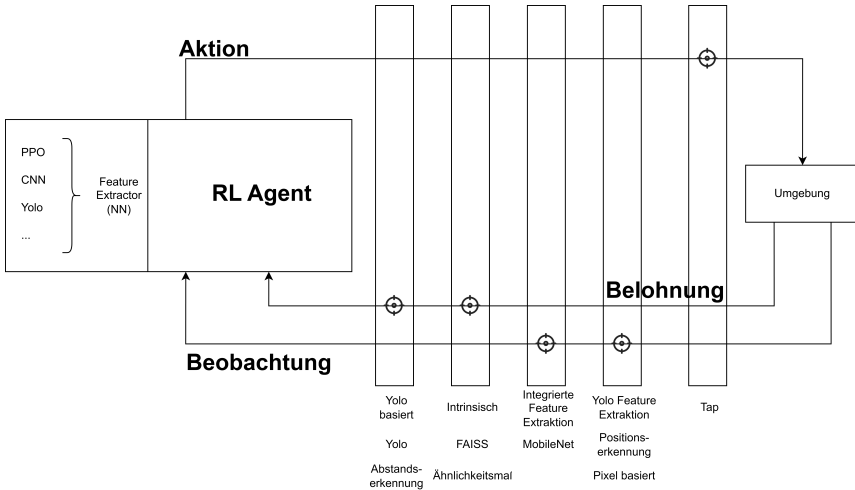 Aktion
PPO
CNN
Yolo
...
Feature
Extractor
(NN)
RL Agent
Umgebung
Belohnung
Beobachtung
Yolo
basiert
Yolo
Abstands-
erkennung
Intrinsisch
FAISS
Ähnlichkeitsmal
Integrierte
Feature
Extraktion
MobileNet
Yolo Feature
Extraktion
Positions-
erkennung
Pixel basiert
Tap